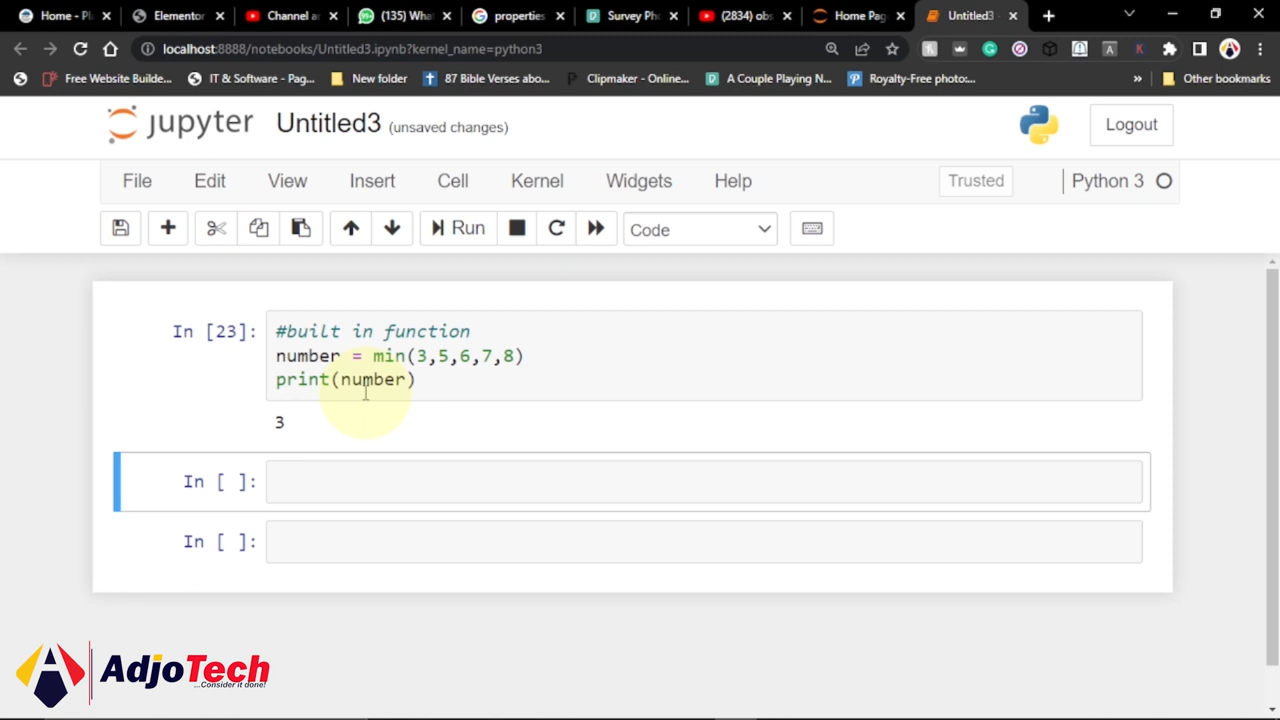 Home - Pl
Elementor
Channel ar
(135) What
properties
Survey Pho
(2834) obs
Home Pag
Untitled3 -
localhost:8888/notebooks/Untitled3.ipynb?kernel_name=python3
Free Website Builde...
IT & Software - Pag...
New folder
87 Bible Verses abo...
Clipmaker - Online...
A Couple Playing N...
Royalty-Free photo:...
»
Other bookmarks
jupyter Untitled3 (unsaved changes)
Logout
File Edit View Insert Cell Kernel Widgets Help
Trusted
Python 3
Run
Code
In [23]: #built in function
number = min(3,5,6,7,8)
print(number)
3
In [ ]:
In [ ]:
AdjoTech
...Consider it done!